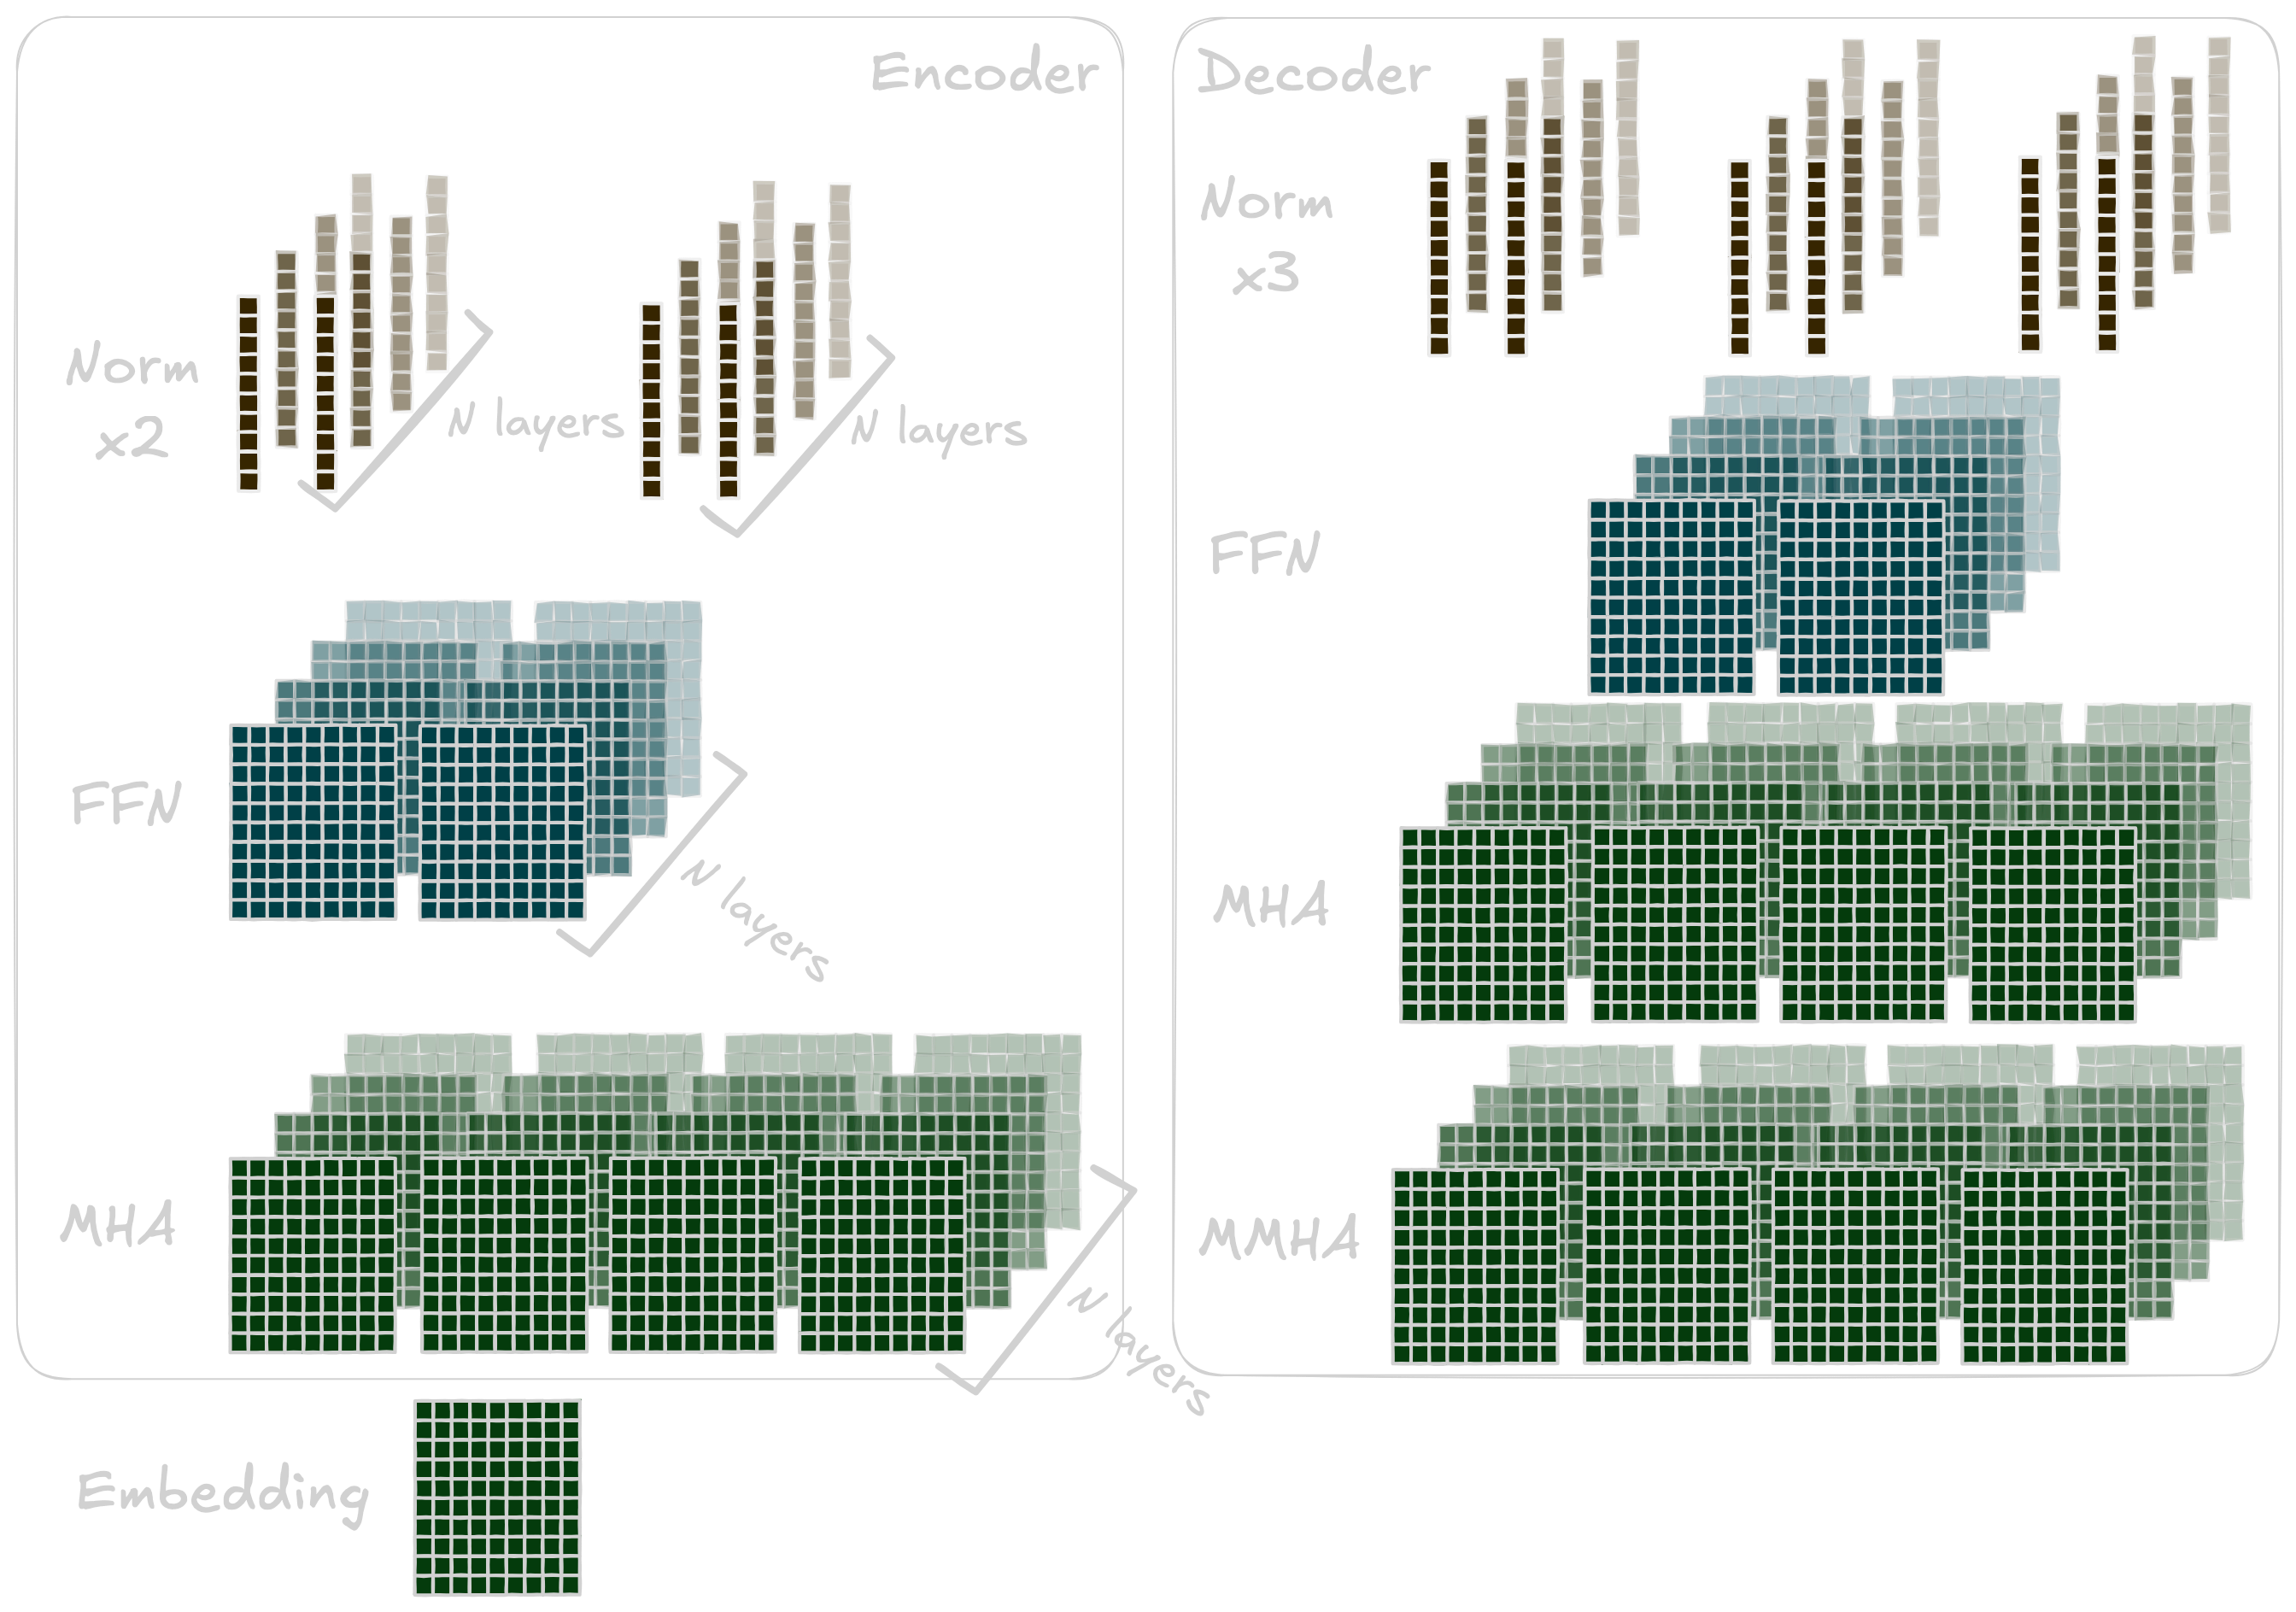 Encoder
Norm
x2
N layers
N layers
FFN
N layers
MHA
N layers
Embedding
Decoder
Norm
x3
FFN
MHA
MMHA